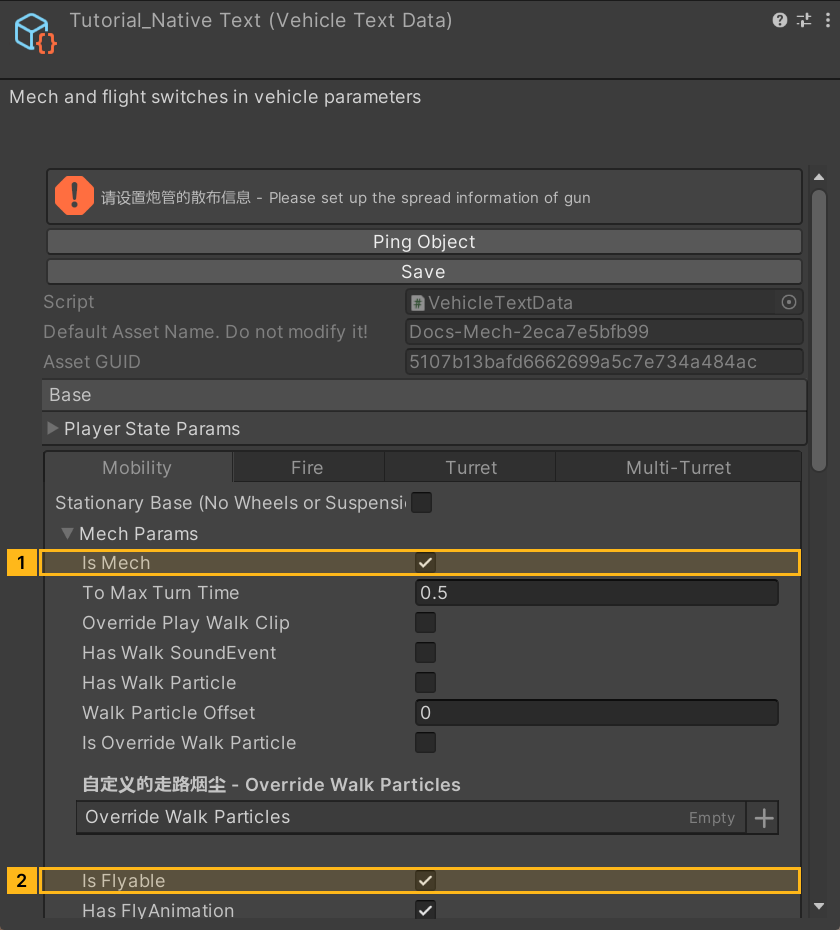 Tutorial_Native Text (Vehicle Text Data)
Mech and flight switches in vehicle parameters
请设置炮管的散布信息 - Please set up the spread information of gun
Ping Object
Save
Script VehicleTextData
Default Asset Name. Do not modify it! Docs-Mech-2eca7e5bfb99
Asset GUID 5107b13bafd6662699a5c7e734a484ac
Base
Player State Params
Mobility Fire Turret Multi-Turret
Stationary Base (No Wheels or Suspensi
Mech Params
1 Is Mech
To Max Turn Time 0.5
Override Play Walk Clip
Has Walk SoundEvent
Has Walk Particle
Walk Particle Offset 0
Is Override Walk Particle
自定义的走路烟尘 - Override Walk Particles
Override Walk Particles Empty
2 Is Flyable
Has FlyAnimation